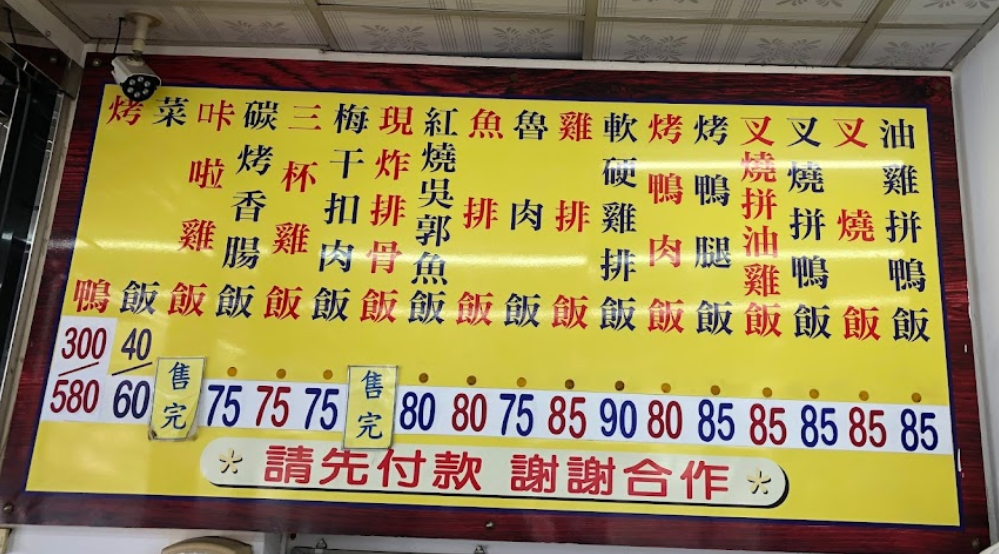 油雞拼鴨飯 85
叉燒飯 85
叉燒拼鴨飯 85
叉燒拼油雞飯 85
烤鴨腿飯 85
烤鴨肉飯 80
軟硬雞排飯 90
雞排飯 85
魯肉飯 75
魚排飯 80
紅燒吳郭魚飯 80
現炸排骨飯 售完
梅干扣肉飯 75
三杯雞飯 75
碳烤香腸飯 75
咔啦雞飯 售完
菜飯 40/60
烤鴨 300/580
請先付款 謝謝合作